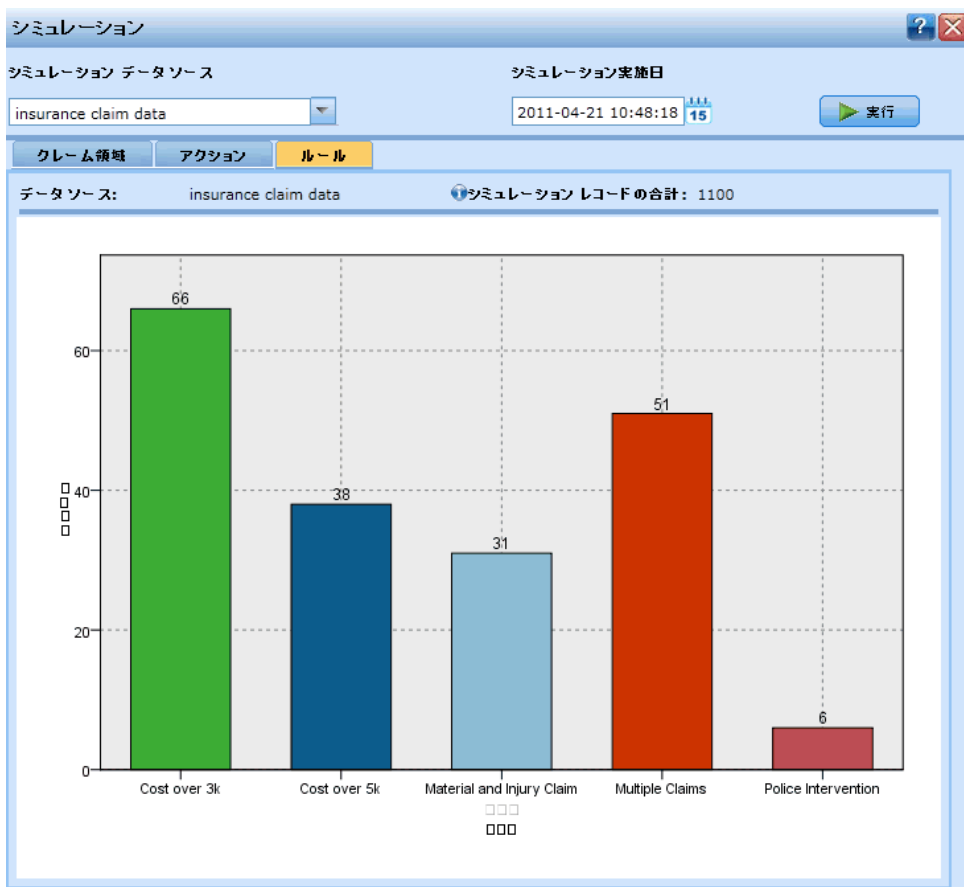 シミュレーション
シミュレーション データソース
シミュレーション実施日
insurance claim data
2011-04-21 10:48:18
15
実行
クレーム領域
アクション
ルール
データソース: insurance claim data
シミュレーション レコードの合計: 1100
66
38
31
51
6
60
40
20
0
Cost over 3k
Cost over 5k
Material and Injury Claim
Multiple Claims
Police Intervention